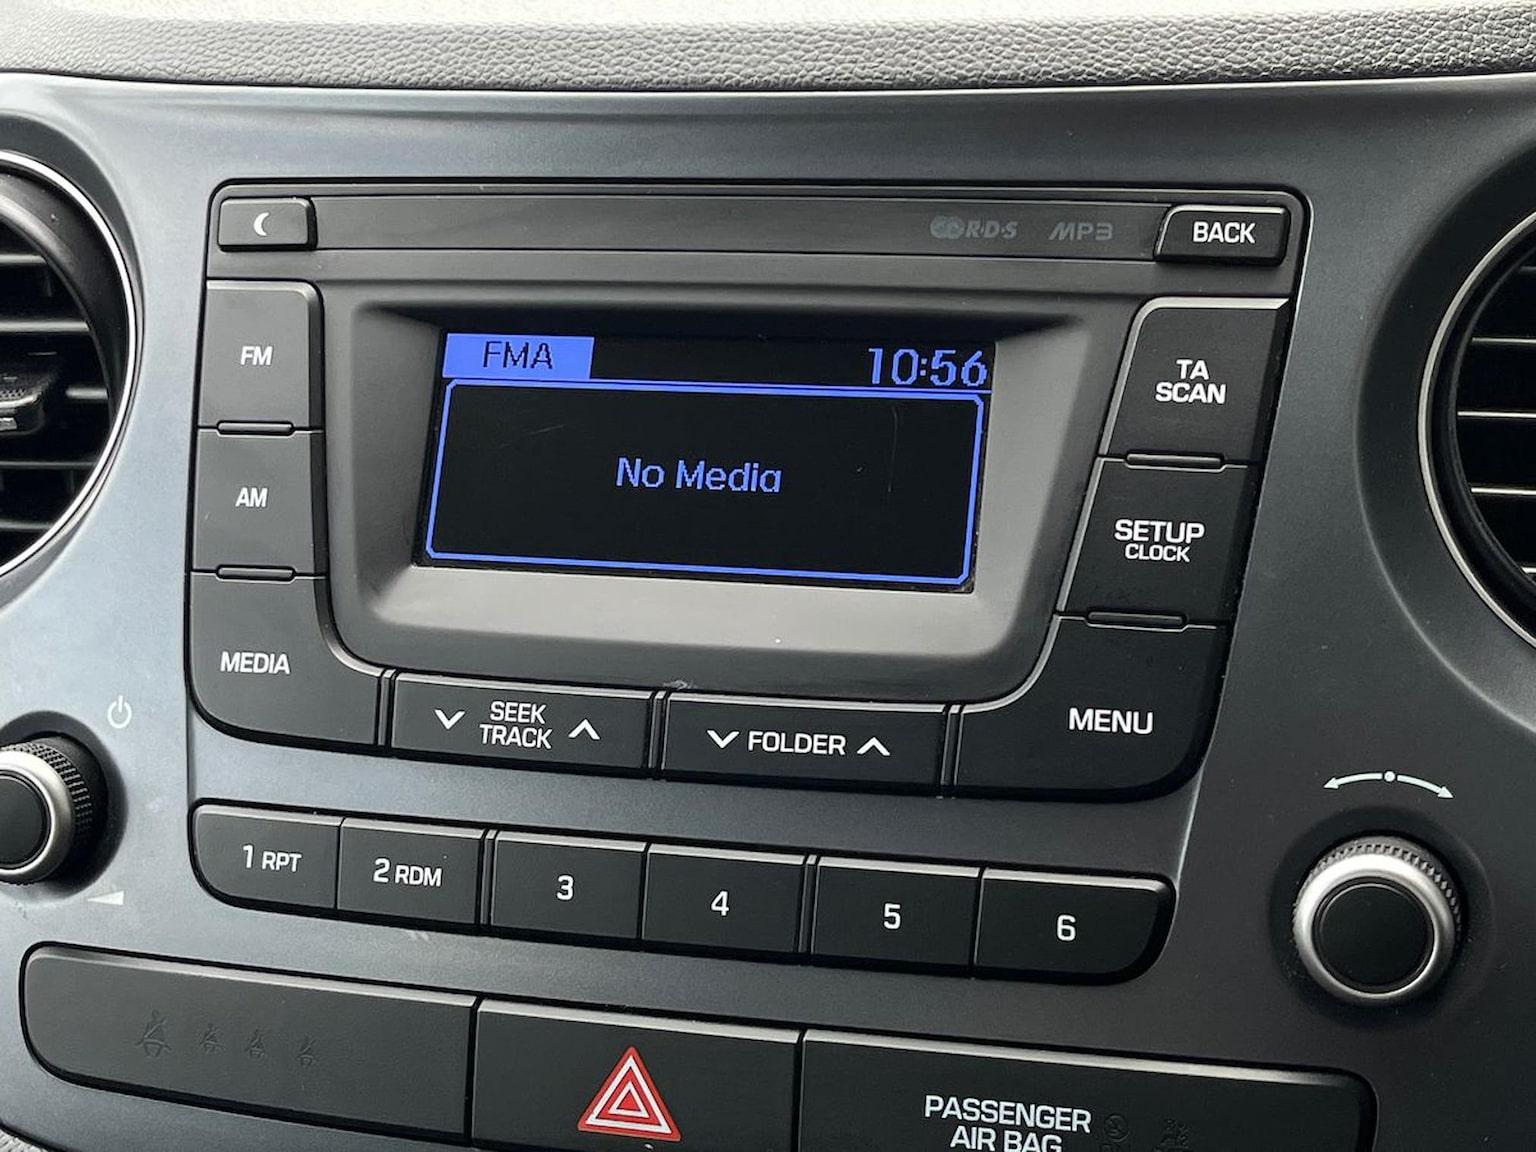 RDS MP3 BACK
FM
FMA 10:56
TA
SCAN
AM
No Media
SETUP
CLOCK
MEDIA
SEEK
TRACK
FOLDER
MENU
1 RPT
2 RDM
3
4
5
6
PASSENGER
AIR BAG